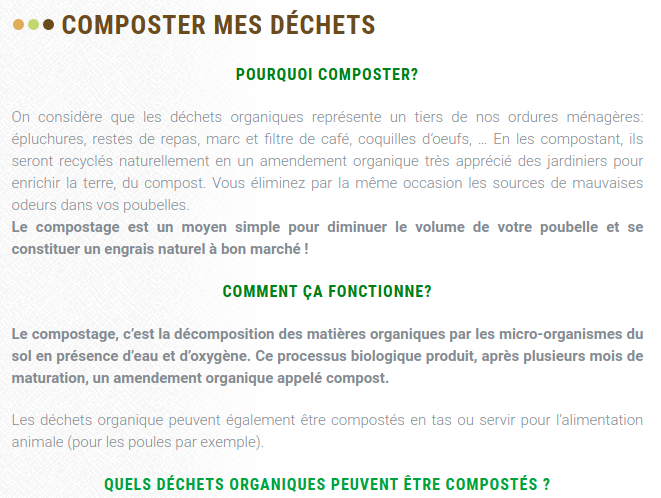 COMPOSTER MES DÉCHETS
POURQUOI COMPOSTER?
On considère que les déchets organiques représente un tiers de nos ordures ménagères:
épluchures, restes de repas, marc et filtre de café, coquilles d’oeufs, … En les compostant, ils
seront recyclés naturellement en un amendement organique très apprécié des jardiniers pour
enrichir la terre, du compost. Vous éliminez par la même occasion les sources de mauvaises
odeurs dans vos poubelles.
Le compostage est un moyen simple pour diminuer le volume de votre poubelle et se
constituer un engrais naturel à bon marché !
COMMENT ÇA FONCTIONNE?
Le compostage, c’est la décomposition des matières organiques par les micro-organismes du
sol en présence d’eau et d’oxygène. Ce processus biologique produit, après plusieurs mois de
maturation, un amendement organique appelé compost.
Les déchets organique peuvent également être compostés en tas ou servir pour l’alimentation
animale (pour les poules par exemple).
QUELS DÉCHETS ORGANIQUES PEUVENT ÊTRE COMPOSTÉS ?